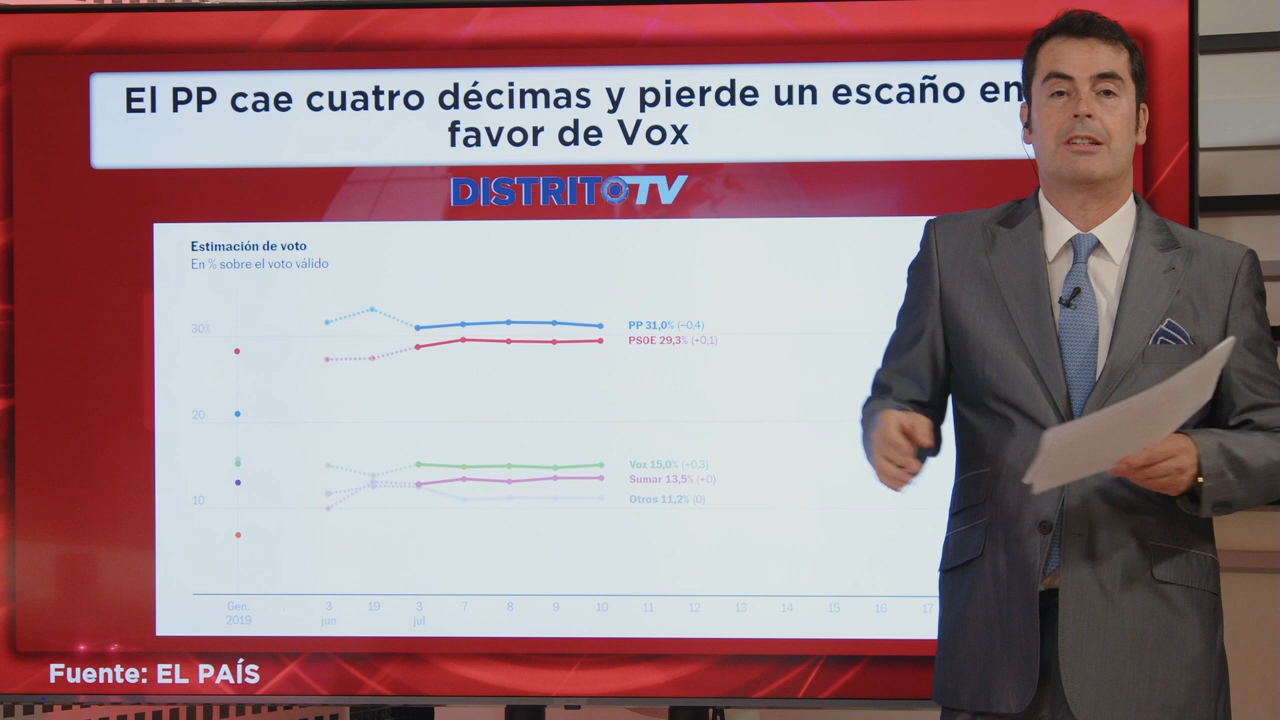 El PP cae cuatro décimas y pierde un escaño en
favor de Vox
DISTRITO TV
Estimación de voto
En % sobre el voto válido
30%
PP 31,0% (−0,4)
PSOE 29,3% (+0,1)
20
Vox 15,0% (+0,3)
Sumar 13,5% (+0)
10
Otros 11,2% (0)
Gen. 3 19 3 7 8 9 10 11 12 13 14 15 16 17
2019 jun jul
Fuente: EL PAÍS